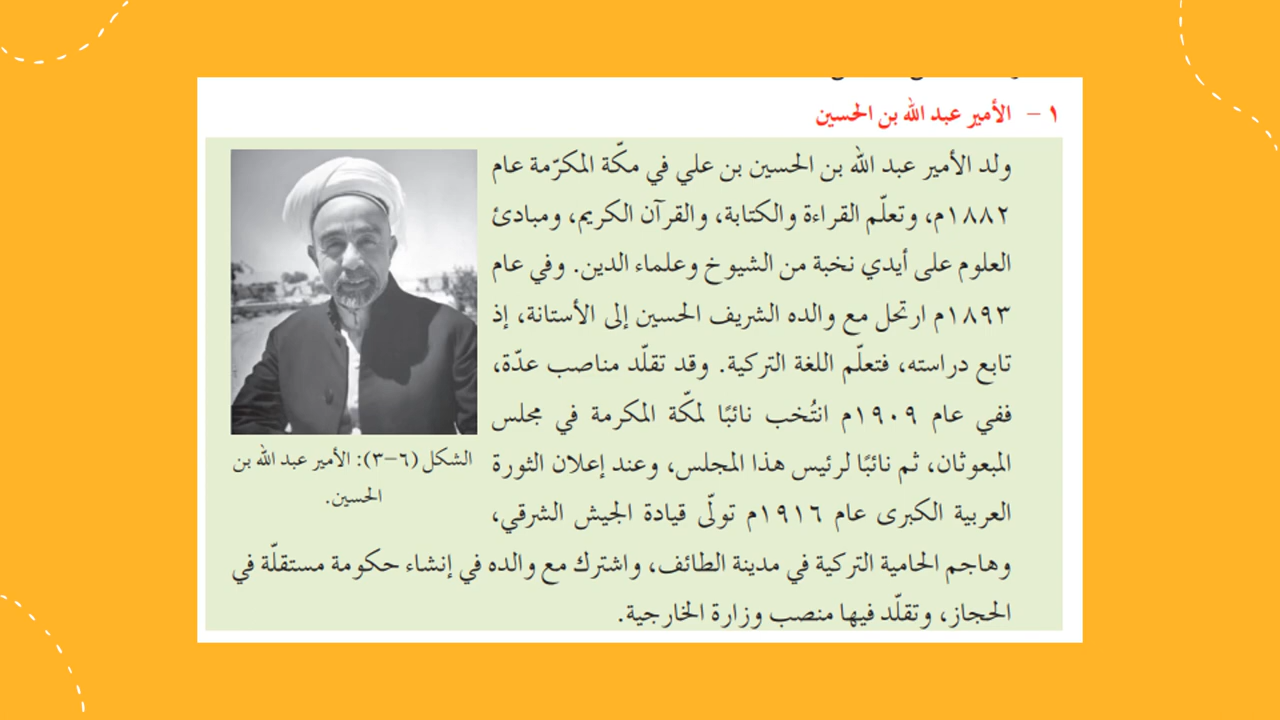 ١ - الأمير عبد الله بن الحسين
ولد الأمير عبد الله بن الحسين بن علي في مكّة المكرّمة عام
١٨٨٢م، وتعلّم القراءة والكتابة، والقرآن الكريم، ومبادئ
العلوم على أيدي نخبة من الشيوخ وعلماء الدين. وفي عام
١٨٩٣م ارتحل مع والده الشريف الحسين إلى الأستانة، إذ
تابع دراسته، فتعلّم اللغة التركية. وقد تقلّد مناصب عدّة،
ففي عام ١٩٠٩م انتُخب نائبًا لمكّة المكرمة في مجلس
المبعوثان، ثم نائبًا لرئيس هذا المجلس، وعند إعلان الثورة
العربية الكبرى عام ١٩١٦م تولّى قيادة الجيش الشرقي،
وهاجم الحامية التركية في مدينة الطائف، واشترك مع والده في إنشاء حكومة مستقلّة في
الحجاز، وتقلّد فيها منصب وزارة الخارجية.
الشكل (٦-٣): الأمير عبد الله بن
الحسين.